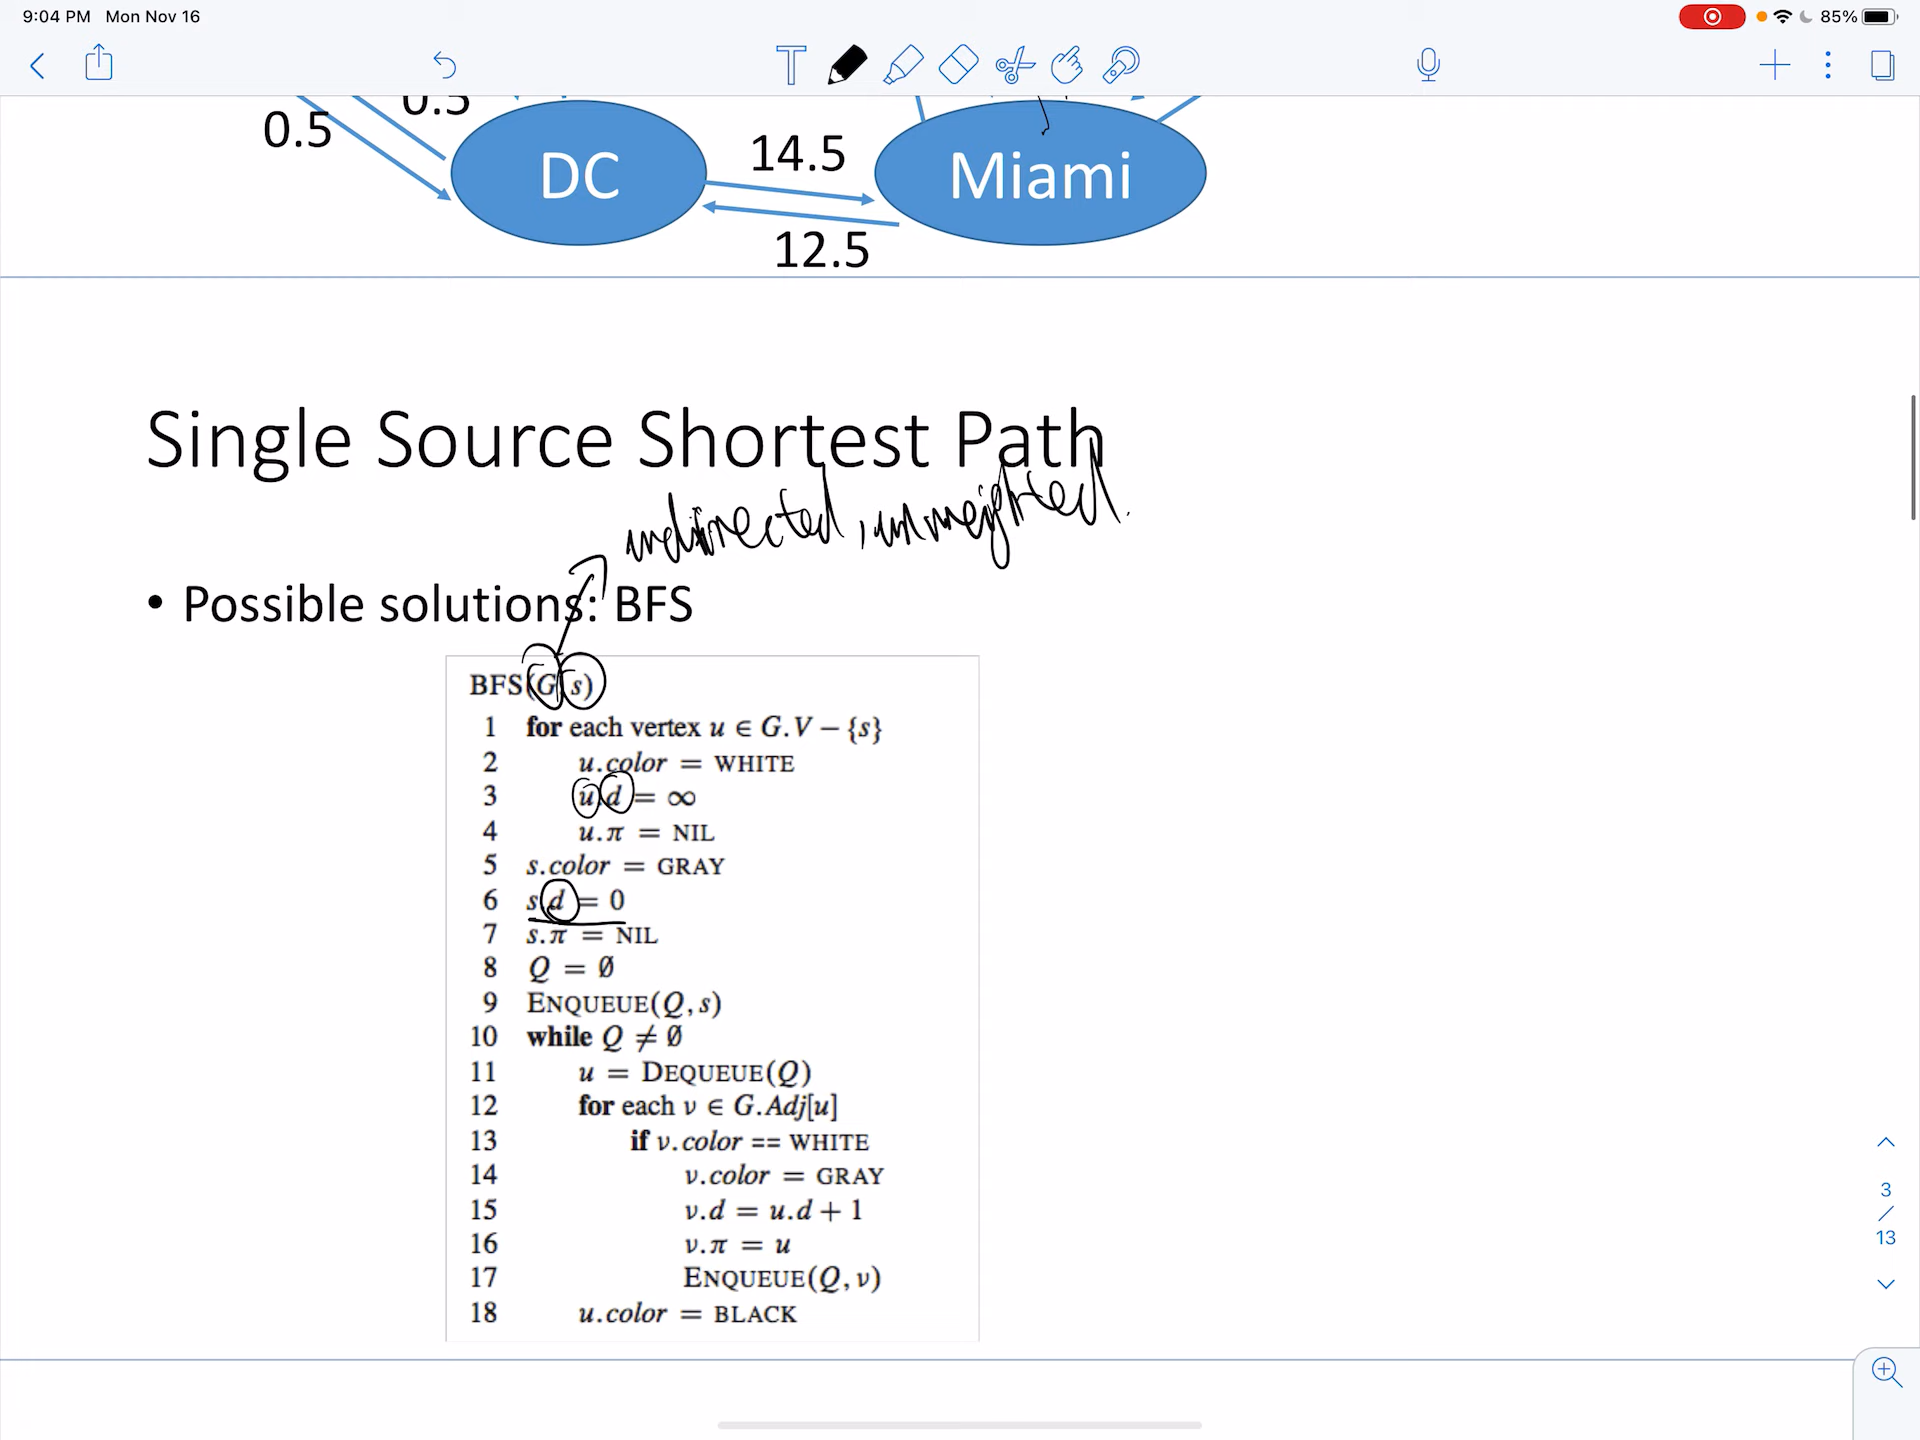 9:04 PM Mon Nov 16
85%
0.5
0.5
DC
14.5
Miami
12.5
Single Source Shortest Path
undirected, unweighted.
• Possible solutions: BFS
BFS(G, s)
1 for each vertex u ∈ G.V − {s}
2 u.color = WHITE
3 u.d = ∞
4 u.π = NIL
5 s.color = GRAY
6 s.d = 0
7 s.π = NIL
8 Q = ∅
9 ENQUEUE(Q, s)
10 while Q ≠ ∅
11 u = DEQUEUE(Q)
12 for each v ∈ G.Adj[u]
13 if v.color == WHITE
14 v.color = GRAY
15 v.d = u.d + 1
16 v.π = u
17 ENQUEUE(Q, v)
18 u.color = BLACK
3
/
13